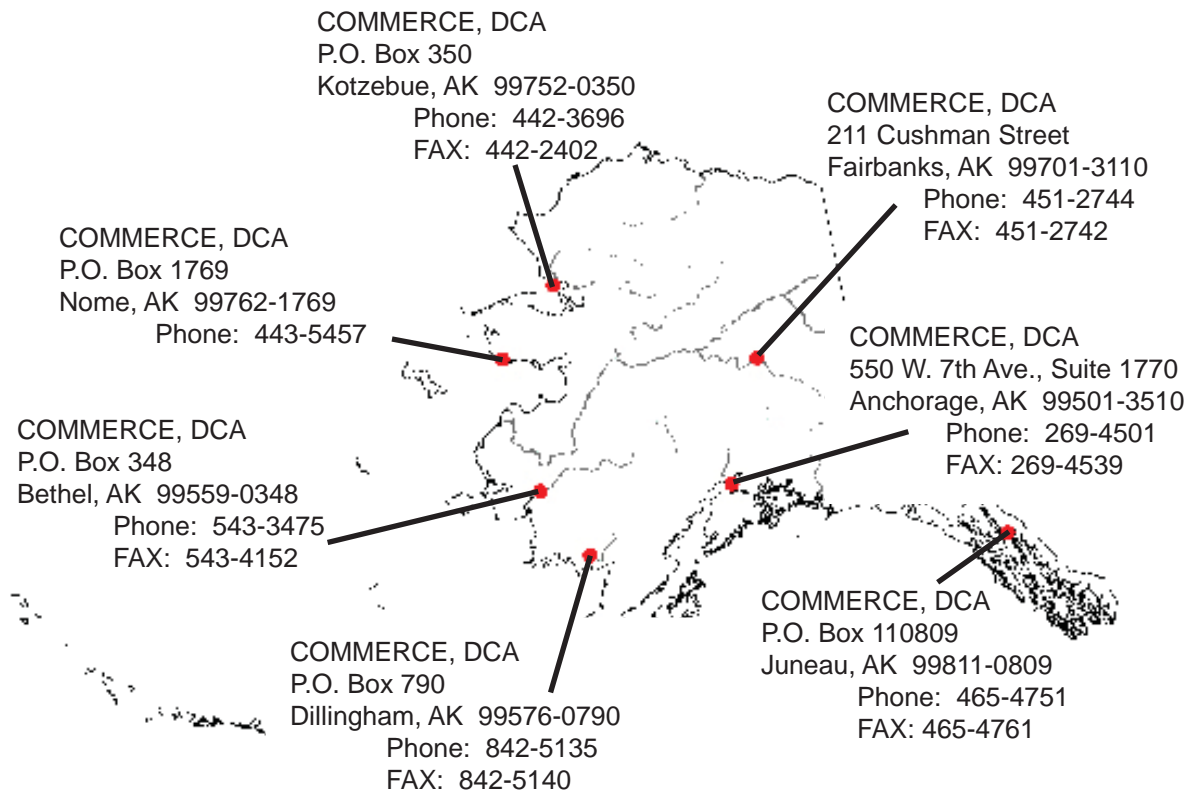 COMMERCE, DCA
P.O. Box 350
Kotzebue, AK  99752-0350
Phone:  442-3696
FAX:  442-2402
COMMERCE, DCA
211 Cushman Street
Fairbanks, AK  99701-3110
Phone:  451-2744
FAX:  451-2742
COMMERCE, DCA
P.O. Box 1769
Nome, AK  99762-1769
Phone:  443-5457
COMMERCE, DCA
550 W. 7th Ave., Suite 1770
Anchorage, AK  99501-3510
Phone:  269-4501
FAX: 269-4539
COMMERCE, DCA
P.O. Box 348
Bethel, AK  99559-0348
Phone:  543-3475
FAX:  543-4152
COMMERCE, DCA
P.O. Box 110809
Juneau, AK  99811-0809
Phone:  465-4751
FAX: 465-4761
COMMERCE, DCA
P.O. Box 790
Dillingham, AK  99576-0790
Phone:  842-5135
FAX:  842-5140